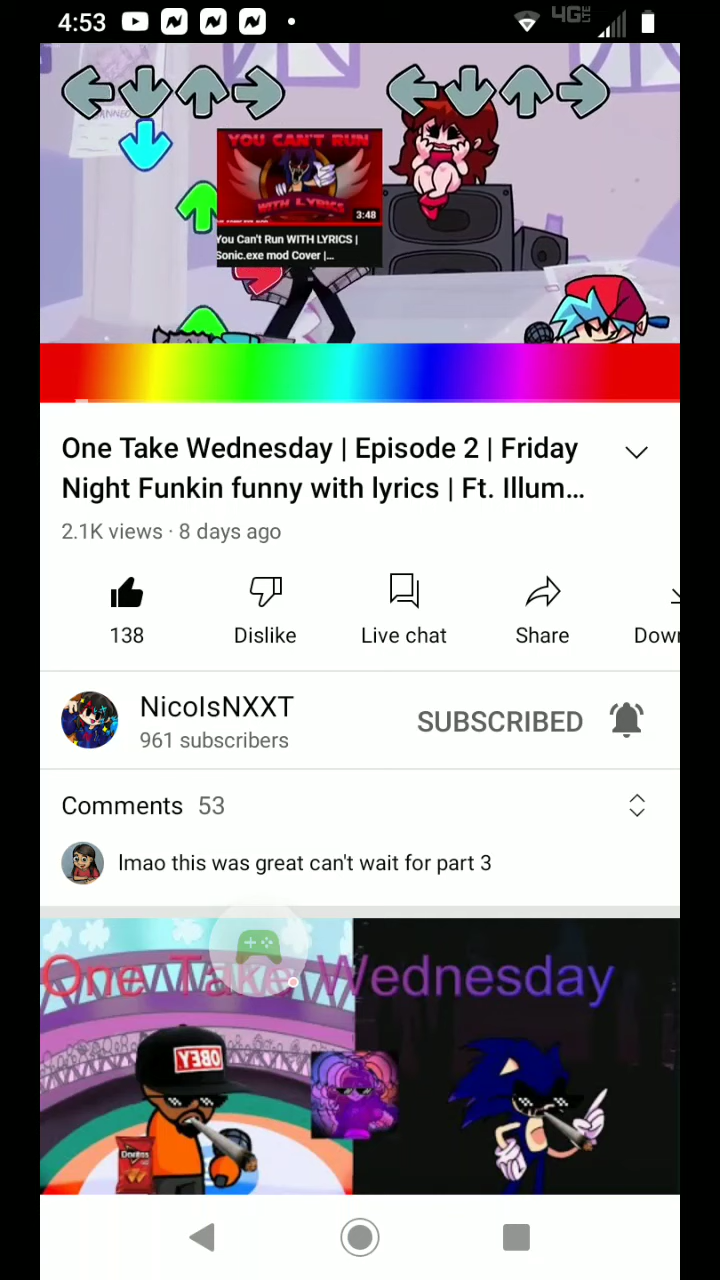 4:53
4G LTE
YOU CAN'T RUN
WITH LYRICS
3:48
You Can't Run WITH LYRICS |
Sonic.exe mod Cover |...
One Take Wednesday | Episode 2 | Friday
Night Funkin funny with lyrics | Ft. Illum...
2.1K views · 8 days ago
138
Dislike
Live chat
Share
Down
NicoIsNXXT
961 subscribers
SUBSCRIBED
Comments 53
lmao this was great can't wait for part 3
One Take Wednesday
OBEY
Doritos